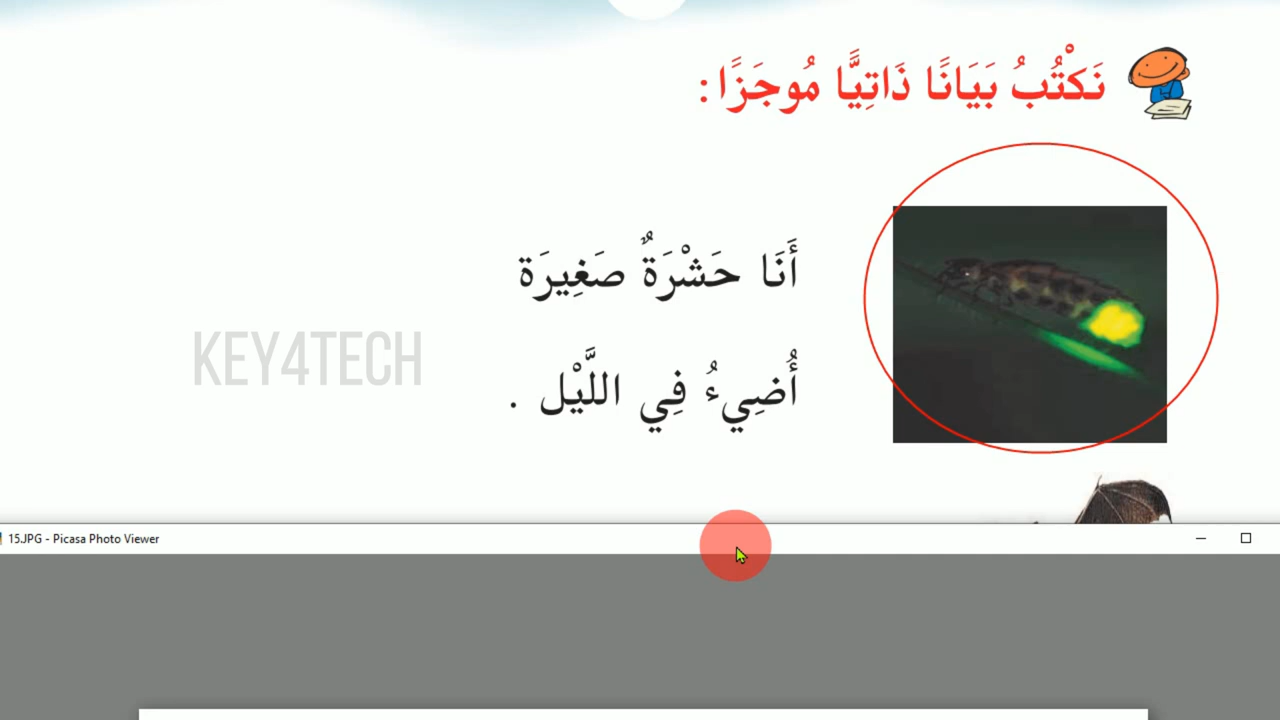 نَكْتُبُ بَيَانًا ذَاتِيًّا مُوجَزًا:
أَنَا حَشْرَةٌ صَغِيرَة
أُضِيءُ فِي اللَّيْل .
KEY4TECH
15.JPG - Picasa Photo Viewer